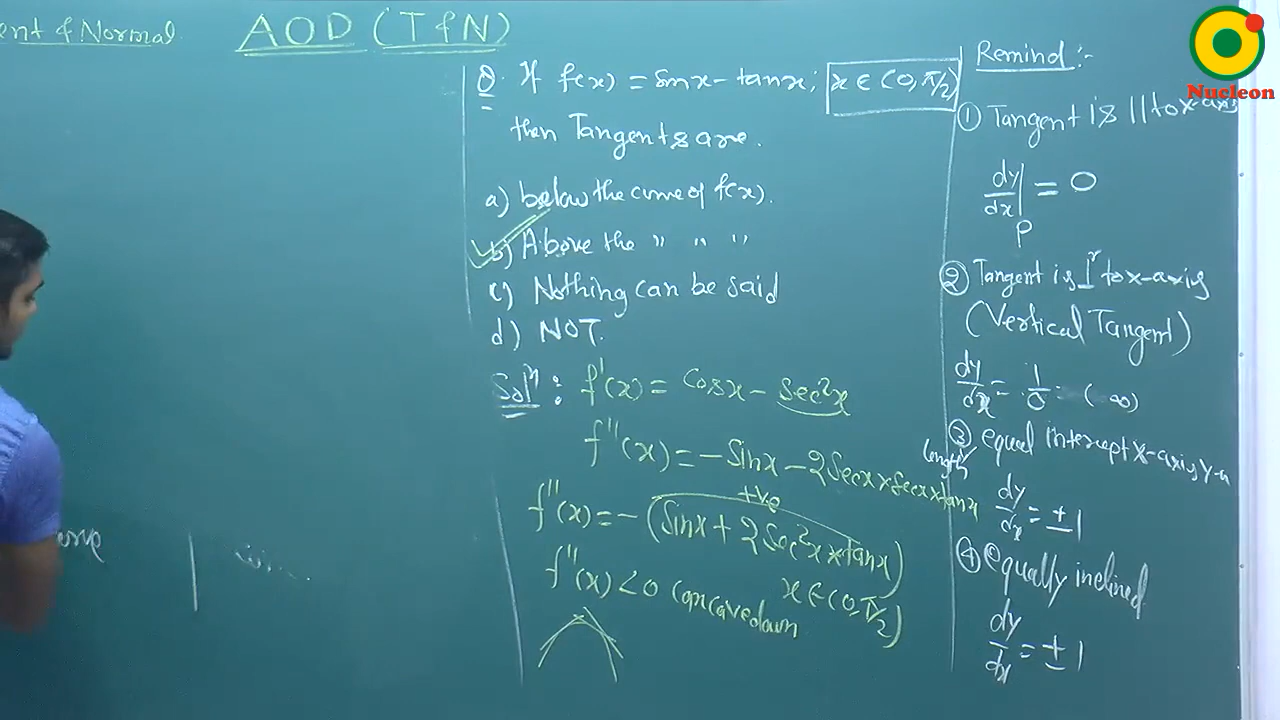 ent & Normal
AOD (T & N)
Q. If f(x) = sinx - tanx; x ∈ (0, π/2)
then Tangents are.
a) below the curve of f(x).
b) Above the " " "
c) Nothing can be said
d) NOT.
Solⁿ: f'(x) = cosx - sec²x
f''(x) = -sinx - 2secx × secx × tanx
+ve
f''(x) = -(sinx + 2sec²x × tanx)
f''(x) < 0 concave down x ∈ (0, π/2)
Remind :-
① Tangent is || to x-axis
dy/dx|P = 0
② Tangent is ⊥r to x-axis
(Vertical Tangent)
dy/dx = 1/0 = (∞)
③ equal intercept x-axis y-a
length
dy/dx = ± 1
④ equally inclined
dy/dx = ± 1
Nucleon